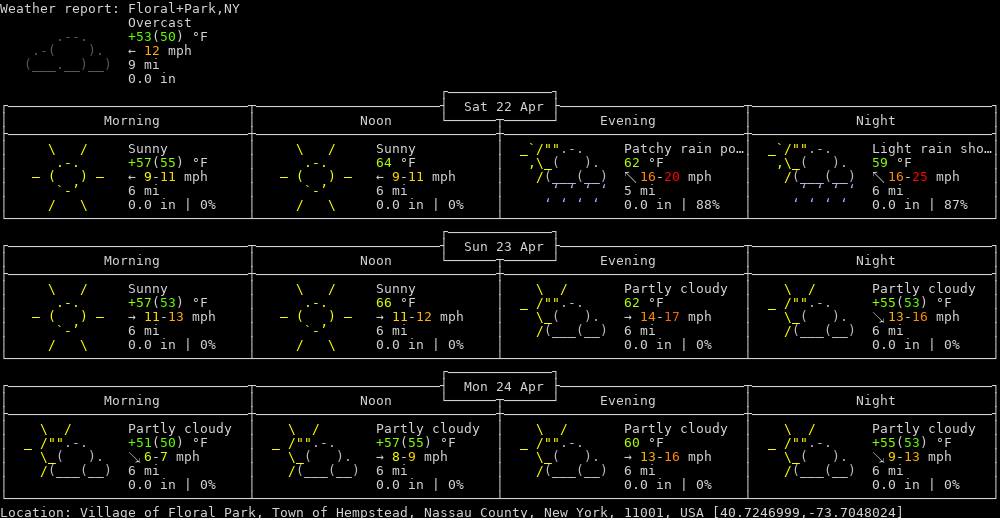 Weather report: Floral+Park,NY
Overcast
+53(50) °F
← 12 mph
9 mi
0.0 in
Sat 22 Apr
Morning Noon Evening Night
Sunny Sunny Patchy rain po… Light rain sho…
+57(55) °F 64 °F 62 °F 59 °F
← 9-11 mph ← 9-11 mph ↖ 16-20 mph ↖ 16-25 mph
6 mi 6 mi 5 mi 6 mi
0.0 in | 0% 0.0 in | 0% 0.0 in | 88% 0.0 in | 87%
Sun 23 Apr
Morning Noon Evening Night
Sunny Sunny Partly cloudy Partly cloudy
+57(53) °F 66 °F 62 °F +55(53) °F
→ 11-13 mph → 11-12 mph → 14-17 mph ↘ 13-16 mph
6 mi 6 mi 6 mi 6 mi
0.0 in | 0% 0.0 in | 0% 0.0 in | 0% 0.0 in | 0%
Mon 24 Apr
Morning Noon Evening Night
Partly cloudy Partly cloudy Partly cloudy Partly cloudy
+51(50) °F +57(55) °F 60 °F +55(53) °F
↘ 6-7 mph → 8-9 mph → 13-16 mph ↘ 9-13 mph
6 mi 6 mi 6 mi 6 mi
0.0 in | 0% 0.0 in | 0% 0.0 in | 0% 0.0 in | 0%
Location: Village of Floral Park, Town of Hempstead, Nassau County, New York, 11001, USA [40.7246999,-73.7048024]